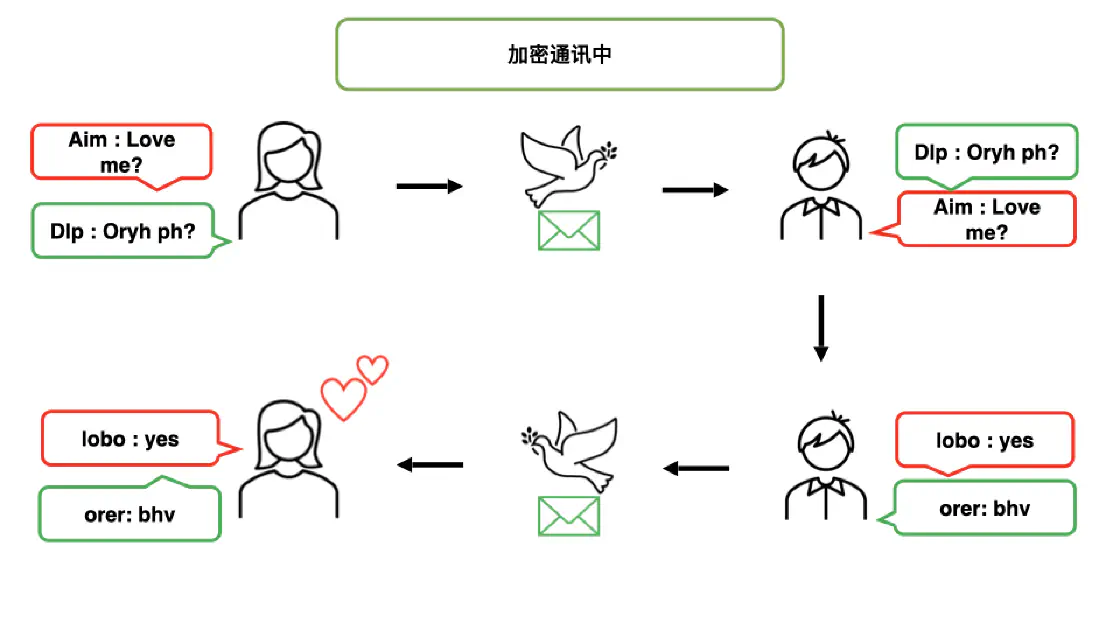 加密通讯中
Aim : Love
me?
Dlp : Oryh ph?
Dlp : Oryh ph?
Aim : Love
me?
lobo : yes
orer: bhv
lobo : yes
orer: bhv